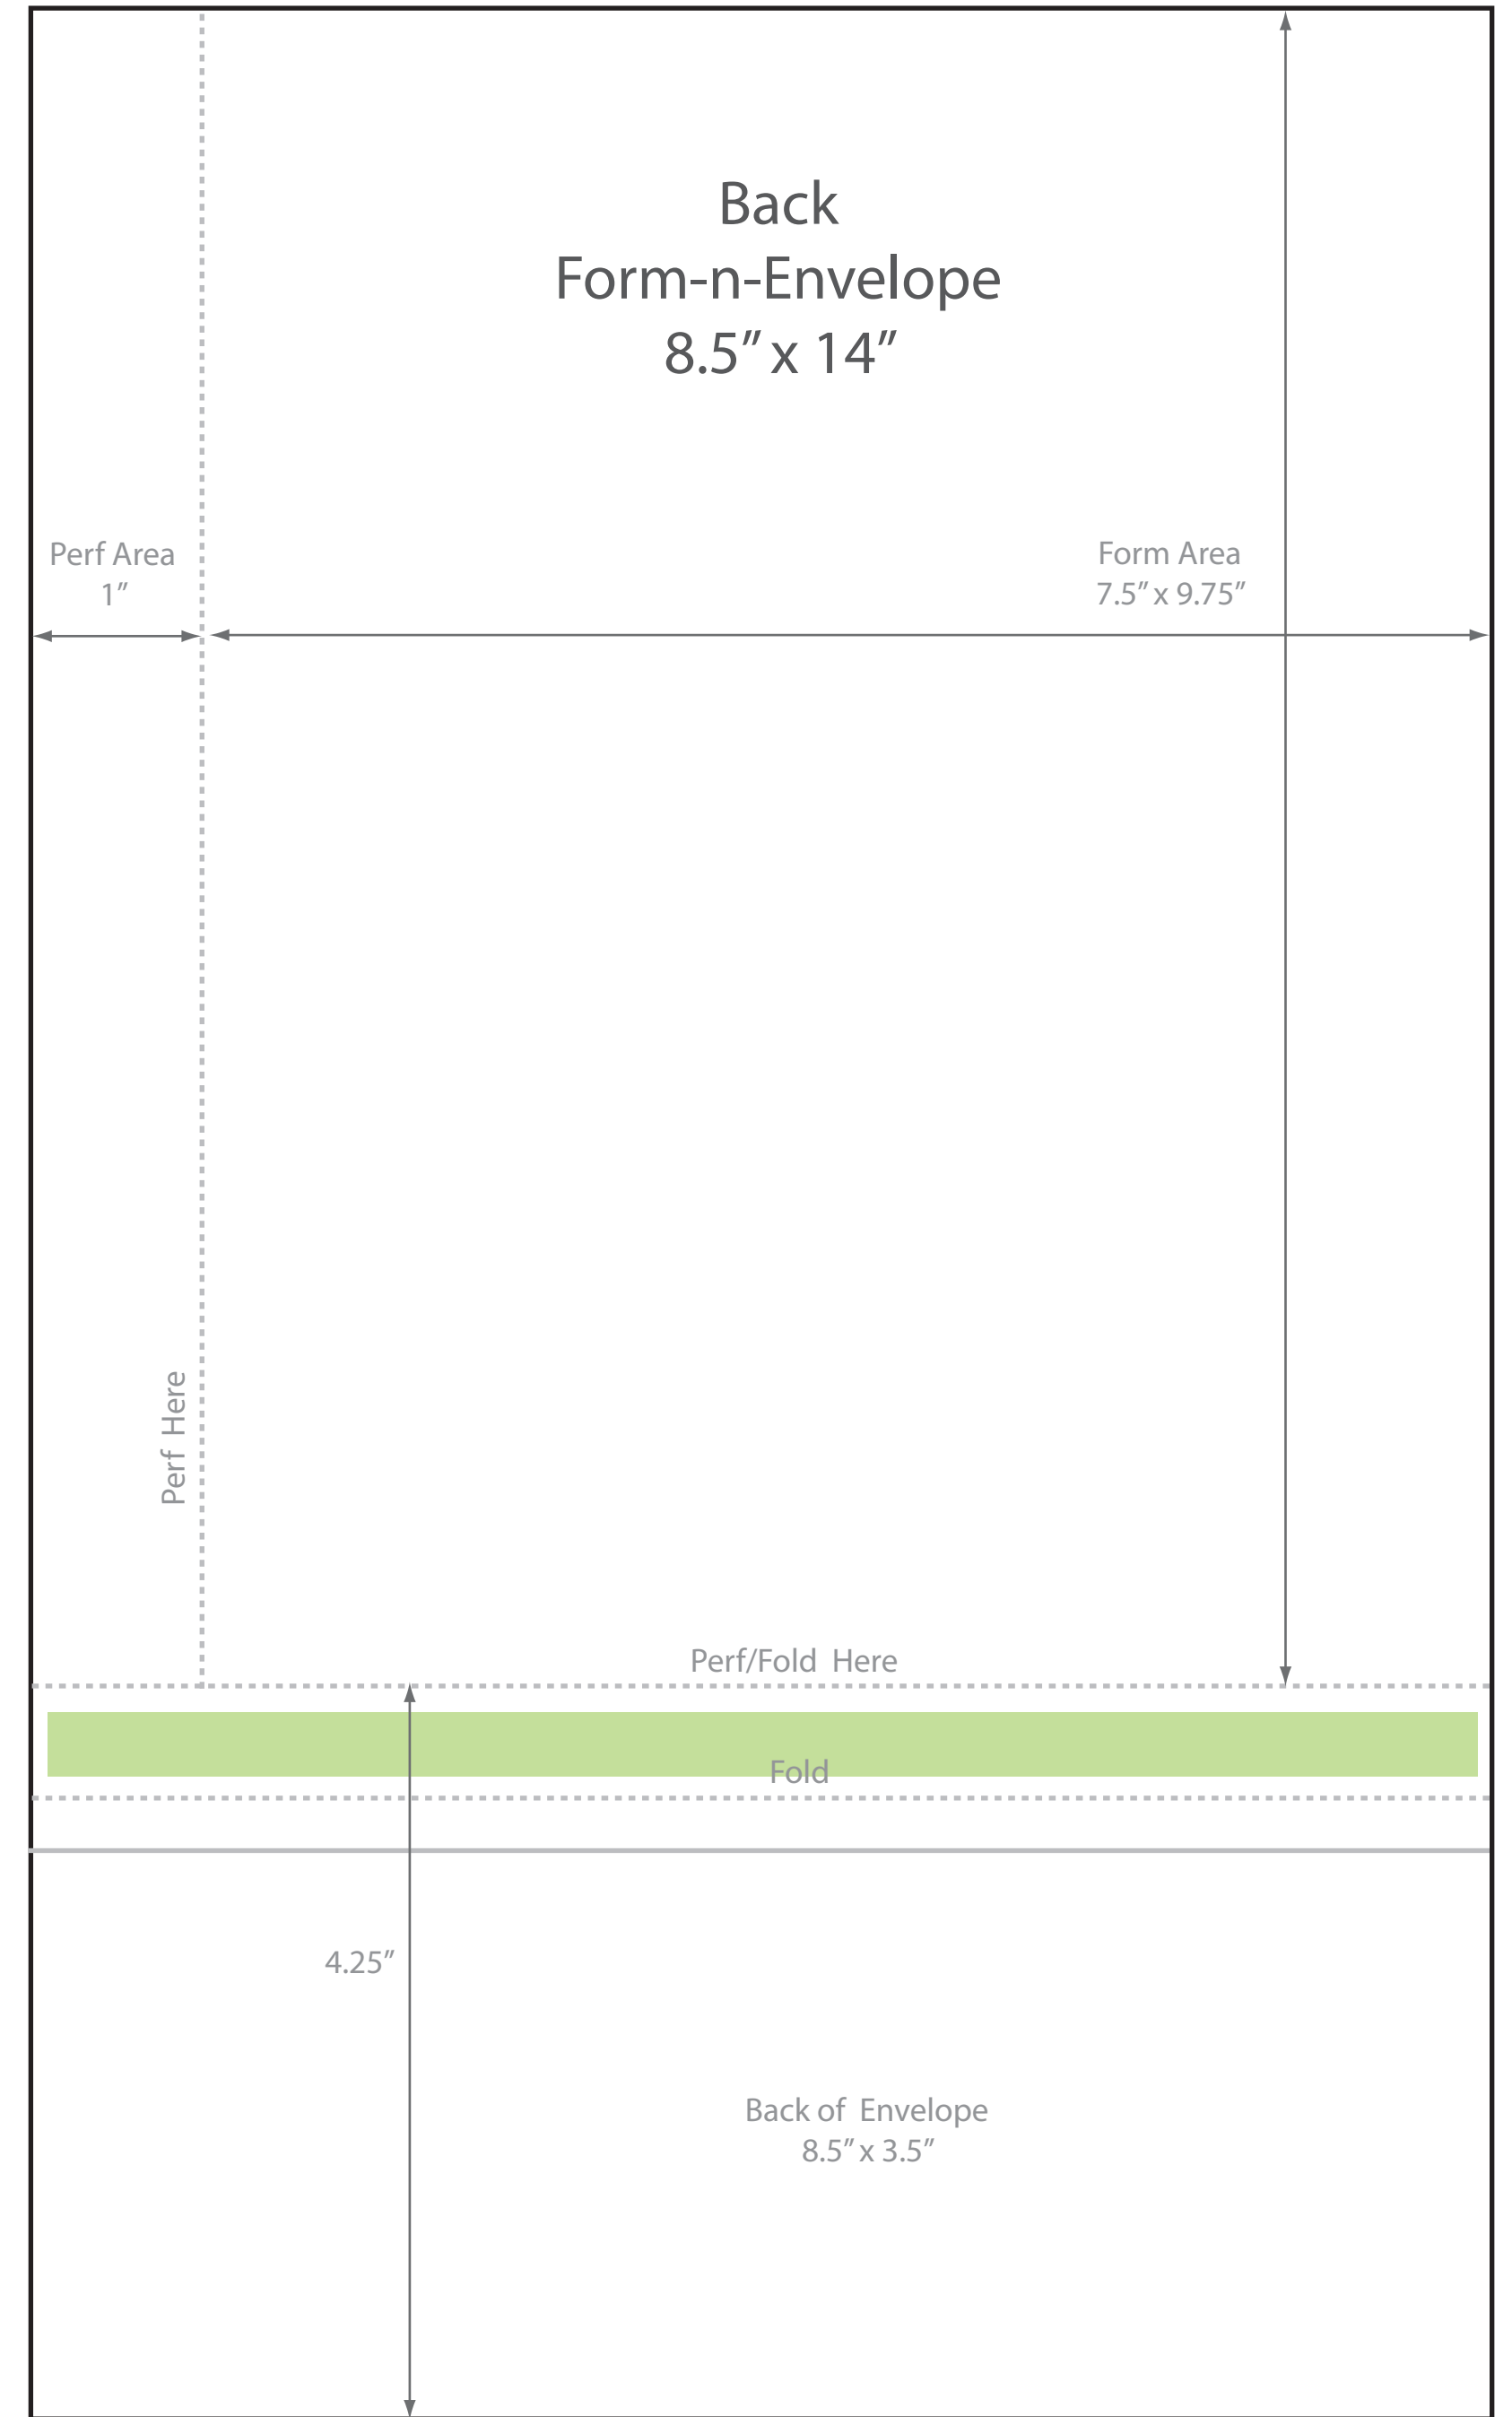 Back
Form-n-Envelope
8.5” x 14”
Perf Area
1”
Form Area
7.5” x 9.75”
Perf Here
Perf/Fold Here
Fold
4.25”
Back of Envelope
8.5” x 3.5”